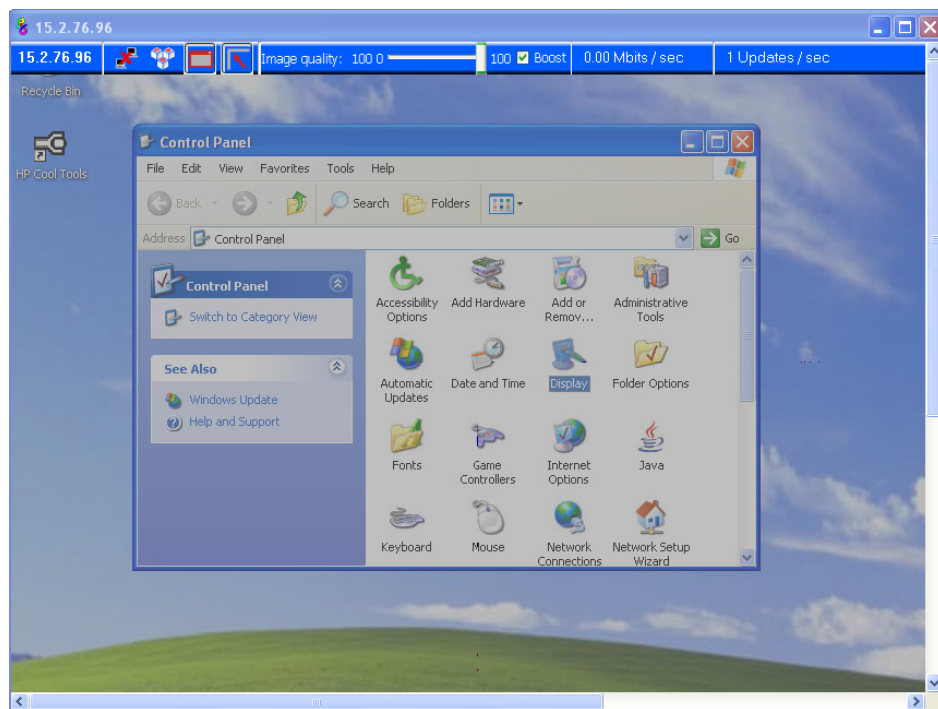 15.2.76.96
15.2.76.96 Image quality: 100 0 100 Boost 0.00 Mbits / sec 1 Updates / sec
Recycle Bin
HP Cool Tools
Control Panel
File Edit View Favorites Tools Help
Back Search Folders
Address Control Panel Go
Control Panel
Switch to Category View
See Also
Windows Update
Help and Support
Accessibility
Options
Add Hardware
Add or
Remov...
Administrative
Tools
Automatic
Updates
Date and Time
Display
Folder Options
Fonts
Game
Controllers
Internet
Options
Java
Keyboard
Mouse
Network
Connections
Network Setup
Wizard